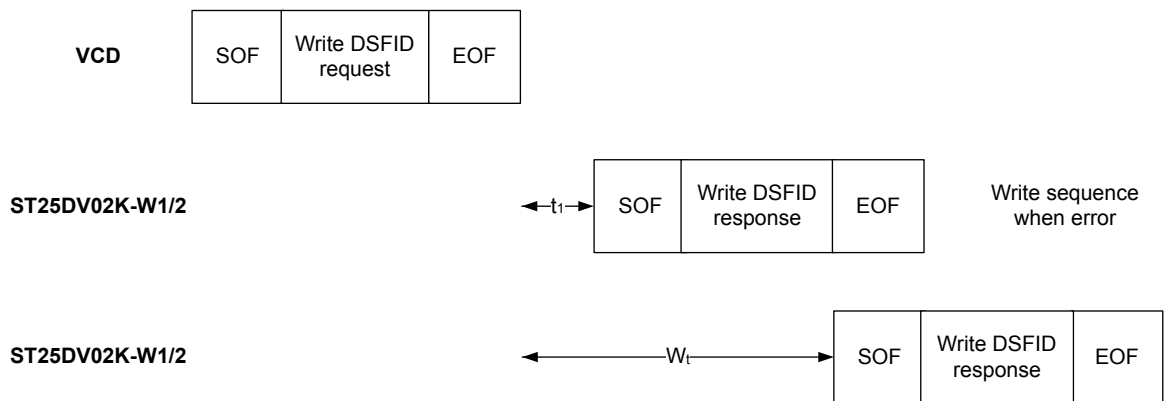 VCD
SOF
Write DSFID
request
EOF
ST25DV02K-W1/2
t1
SOF
Write DSFID
response
EOF
Write sequence
when error
ST25DV02K-W1/2
Wt
SOF
Write DSFID
response
EOF